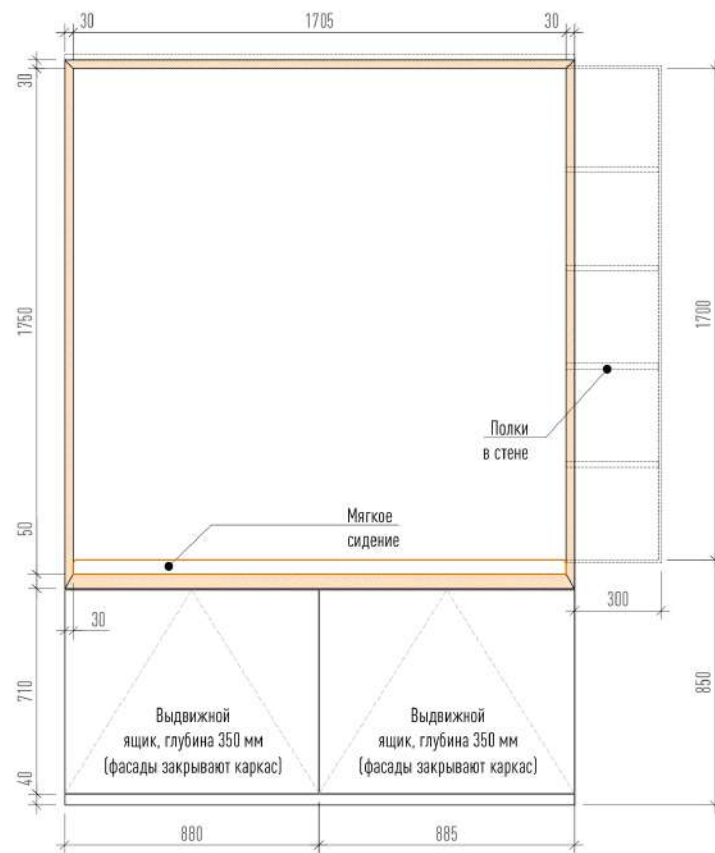 30 1705 30
30
1750
1700
Полки
в стене
50
Мягкое
сидение
30
300
710
850
Выдвижной
ящик, глубина 350 мм
(фасады закрывают каркас)
Выдвижной
ящик, глубина 350 мм
(фасады закрывают каркас)
40
880 885